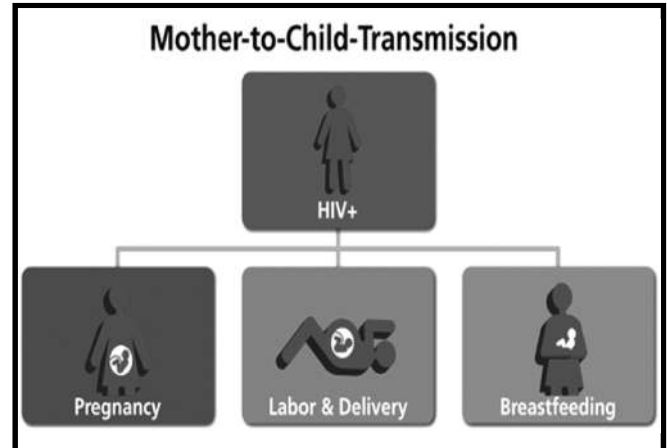 Mother-to-Child-Transmission
HIV+
Pregnancy
Labor & Delivery
Breastfeeding